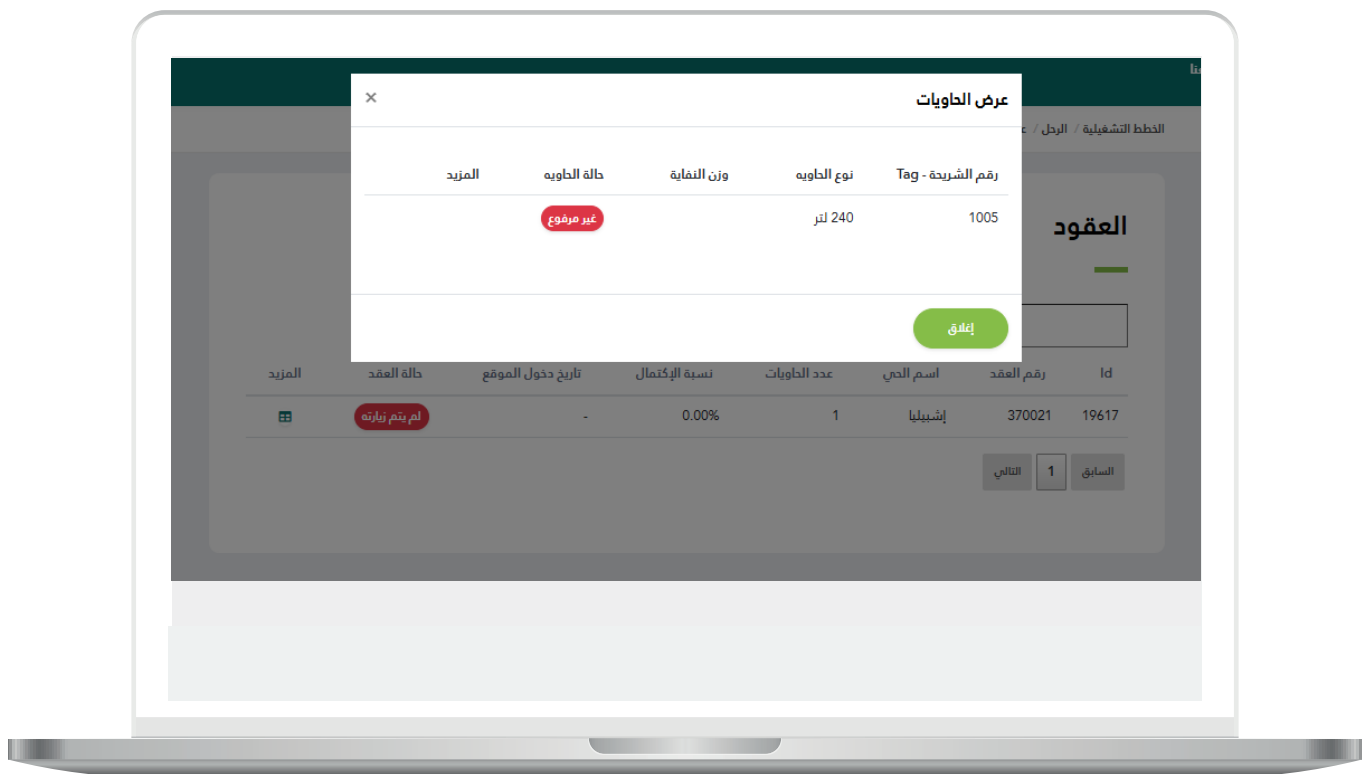 عرض الحاويات ×
الخطط التشغيلية / الرحل /
رقم الشريحة - Tag نوع الحاويه وزن النفاية حالة الحاويه المزيد
1005 240 لتر غير مرفوع
العقود
إغلاق
Id رقم العقد اسم الحي عدد الحاويات نسبة الإكتمال تاريخ دخول الموقع حالة العقد المزيد
19617 370021 إشبيليا 1 0.00% - لم يتم زيارته
السابق 1 التالي